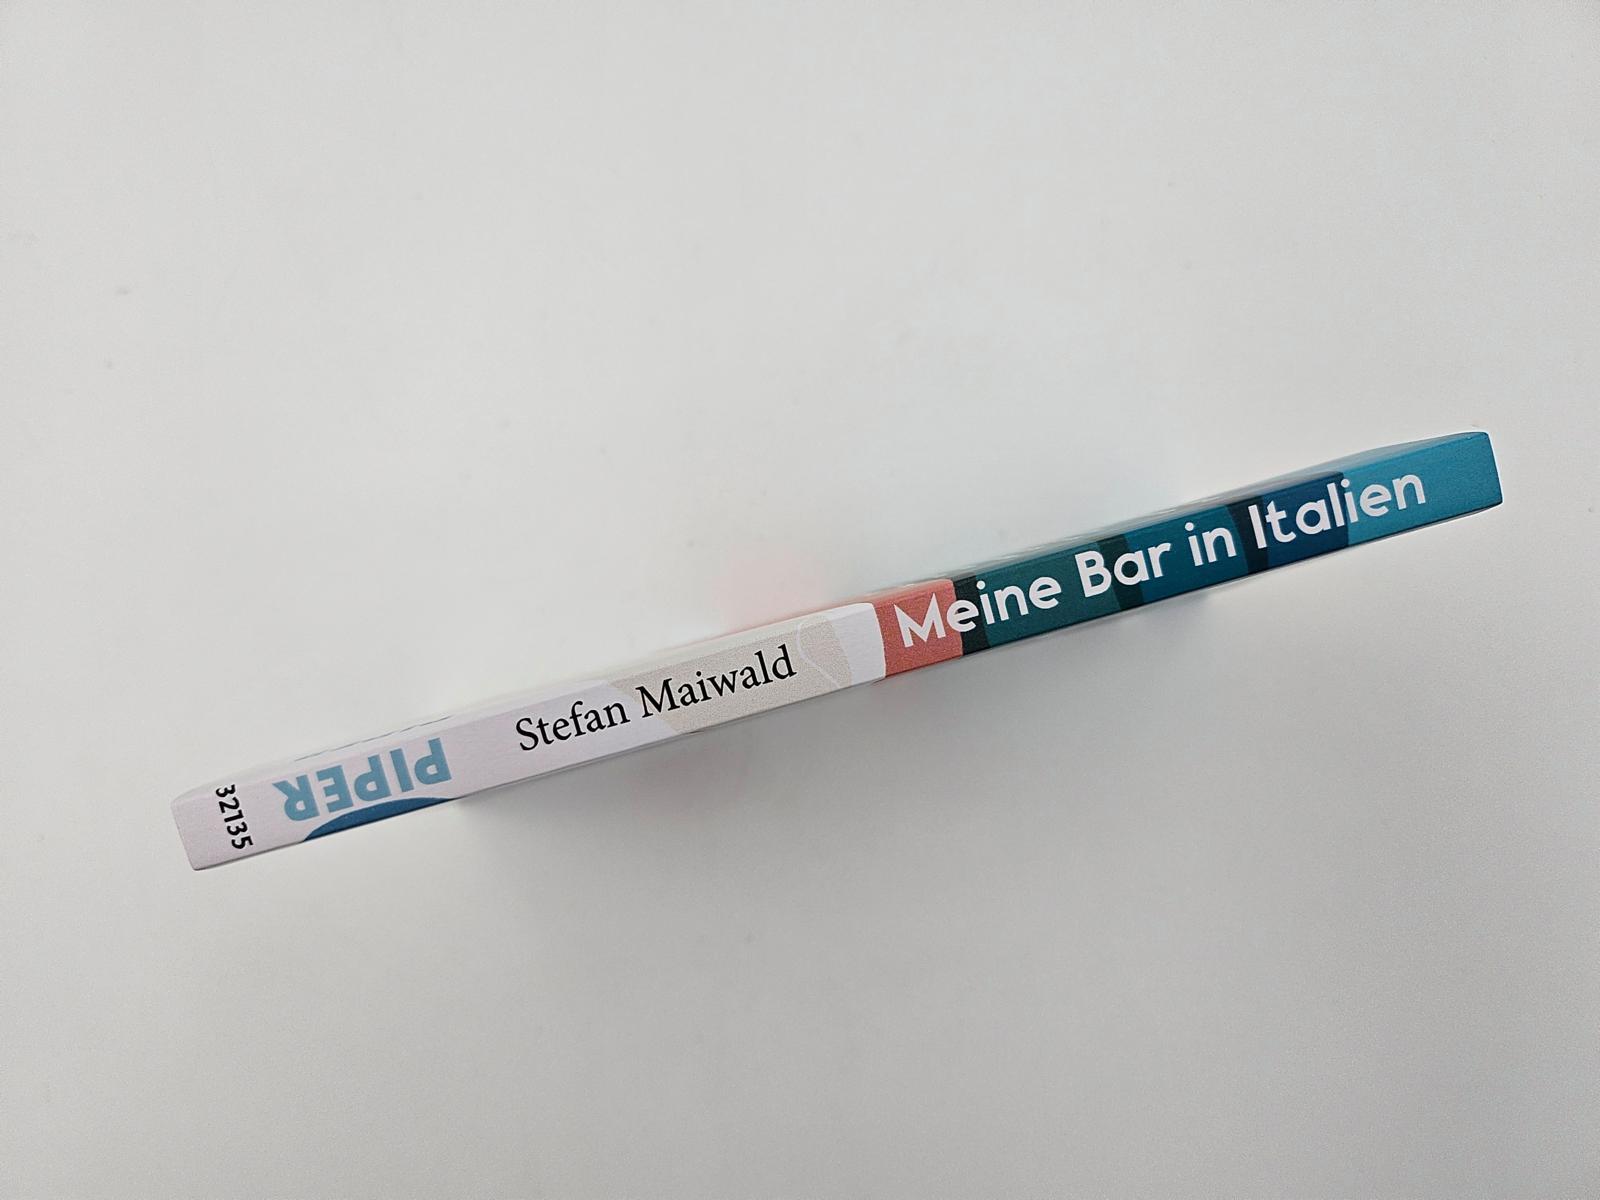 32135
PIPER
Stefan Maiwald
Meine Bar in Italien